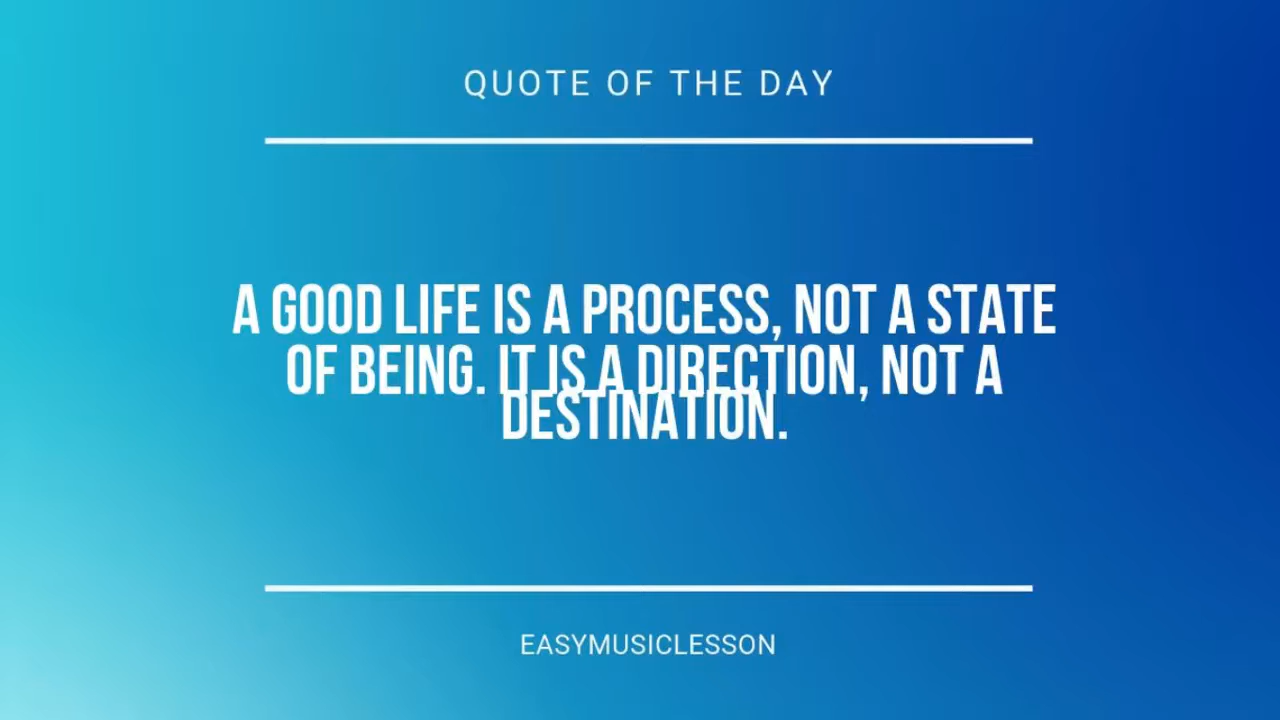 QUOTE OF THE DAY
A GOOD LIFE IS A PROCESS, NOT A STATE
OF BEING. IT IS A DIRECTION, NOT A
DESTINATION.
EASYMUSICLESSON